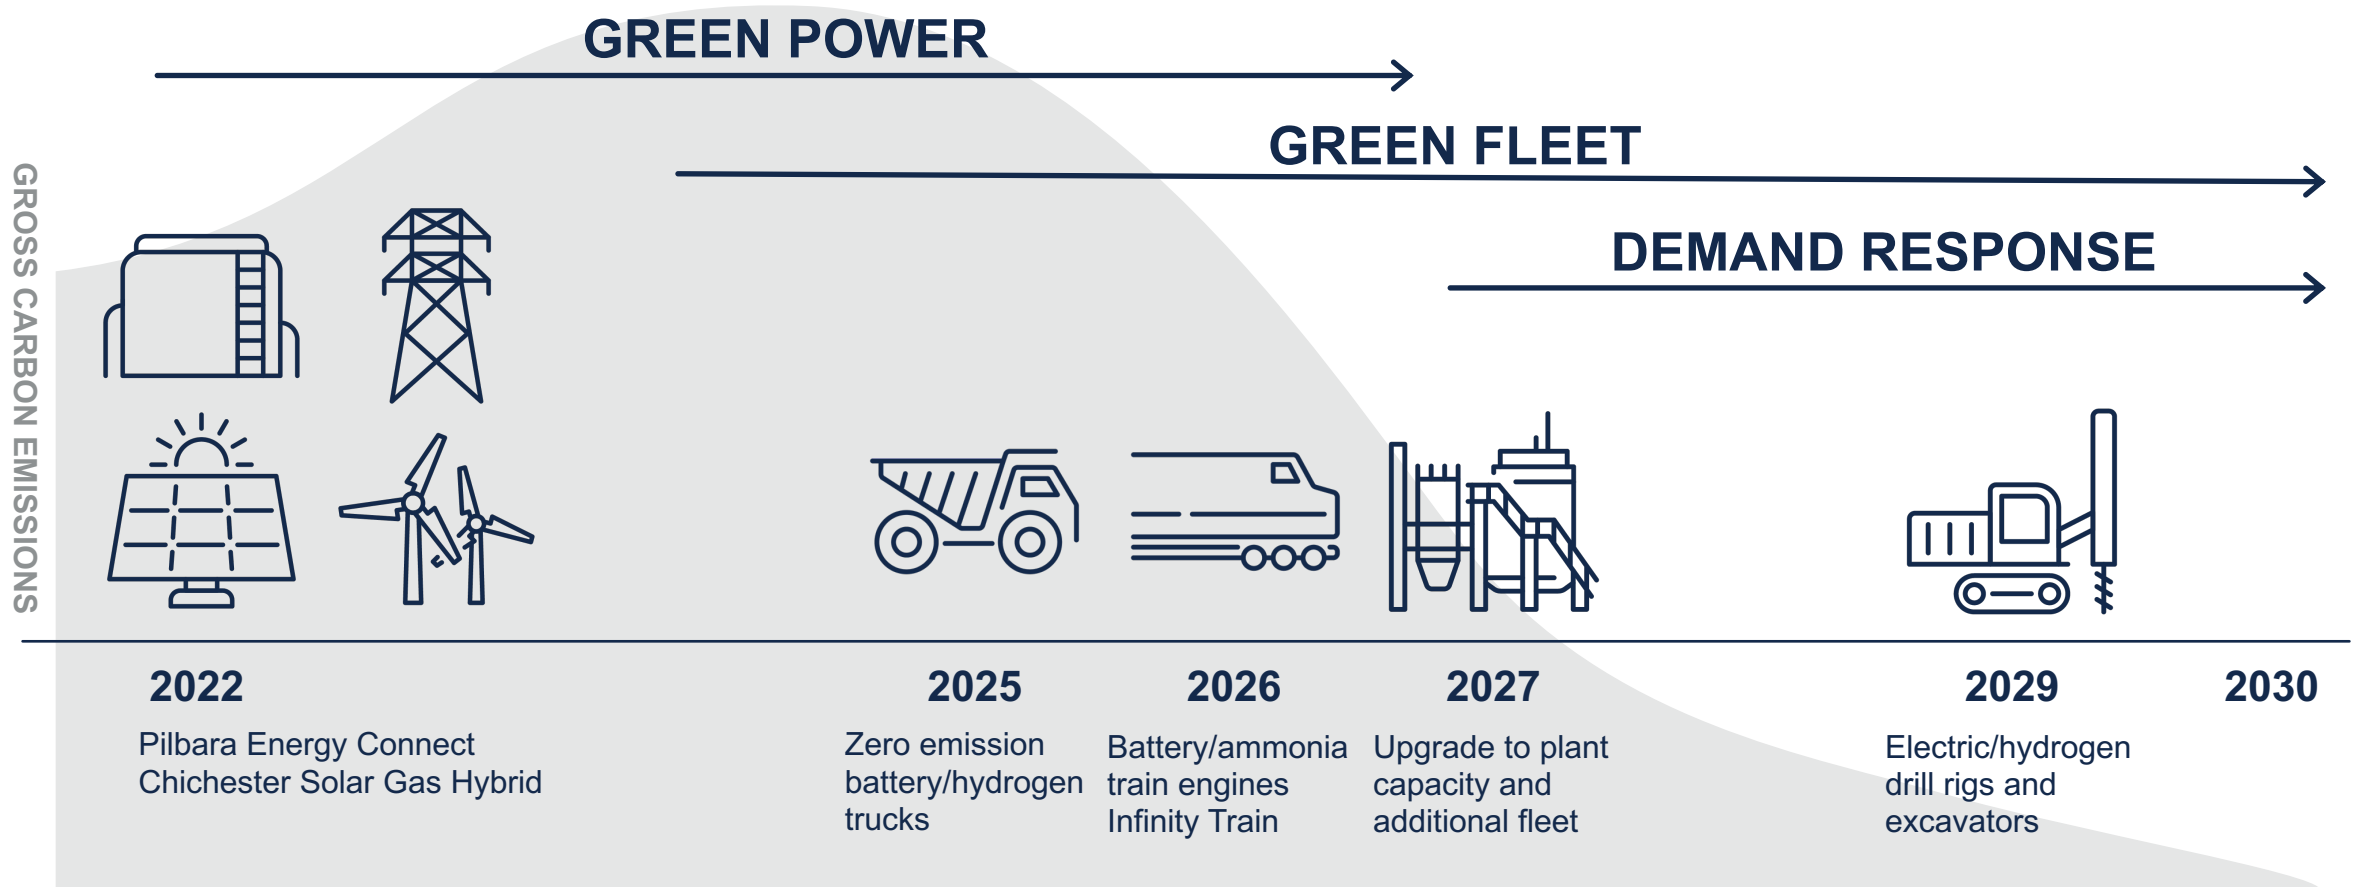 GREEN POWER
GREEN FLEET
DEMAND RESPONSE
GROSS CARBON EMISSIONS
2022
Pilbara Energy Connect
Chichester Solar Gas Hybrid
2025
Zero emission
battery/hydrogen
trucks
2026
Battery/ammonia
train engines
Infinity Train
2027
Upgrade to plant
capacity and
additional fleet
2029
Electric/hydrogen
drill rigs and
excavators
2030